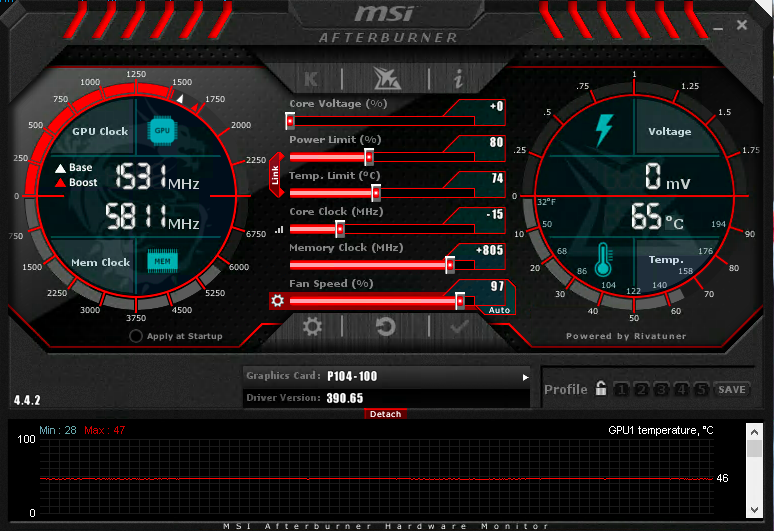 msi
AFTERBURNER
K
i
GPU Clock
GPU
Base
Boost
1531 MHz
5811 MHz
Mem Clock
MEM
0
250
500
750
1000
1250
1500
1750
2000
2250
750
1500
2250
3000
3750
4500
6000
6750
Apply at Startup
Core Voltage (%)
+0
Power Limit (%)
80
Link
Temp. Limit (°C)
74
Core Clock (MHz)
-15
Memory Clock (MHz)
+805
Fan Speed (%)
97
Auto
Voltage
0 mV
65°C
Temp.
0
.25
.5
.75
1
1.25
1.5
1.75
32°F
50
68
86
104
122
140
158
176
194
10
20
30
40
50
60
70
80
90
Powered by Rivatuner
4.4.2
Graphics Card: P104-100
Driver Version: 390.65
Profile 1 2 3 4 5 SAVE
Detach
Min : 28 Max : 47
GPU1 temperature, °C
100
46
0
MSI Afterburner Hardware Monitor